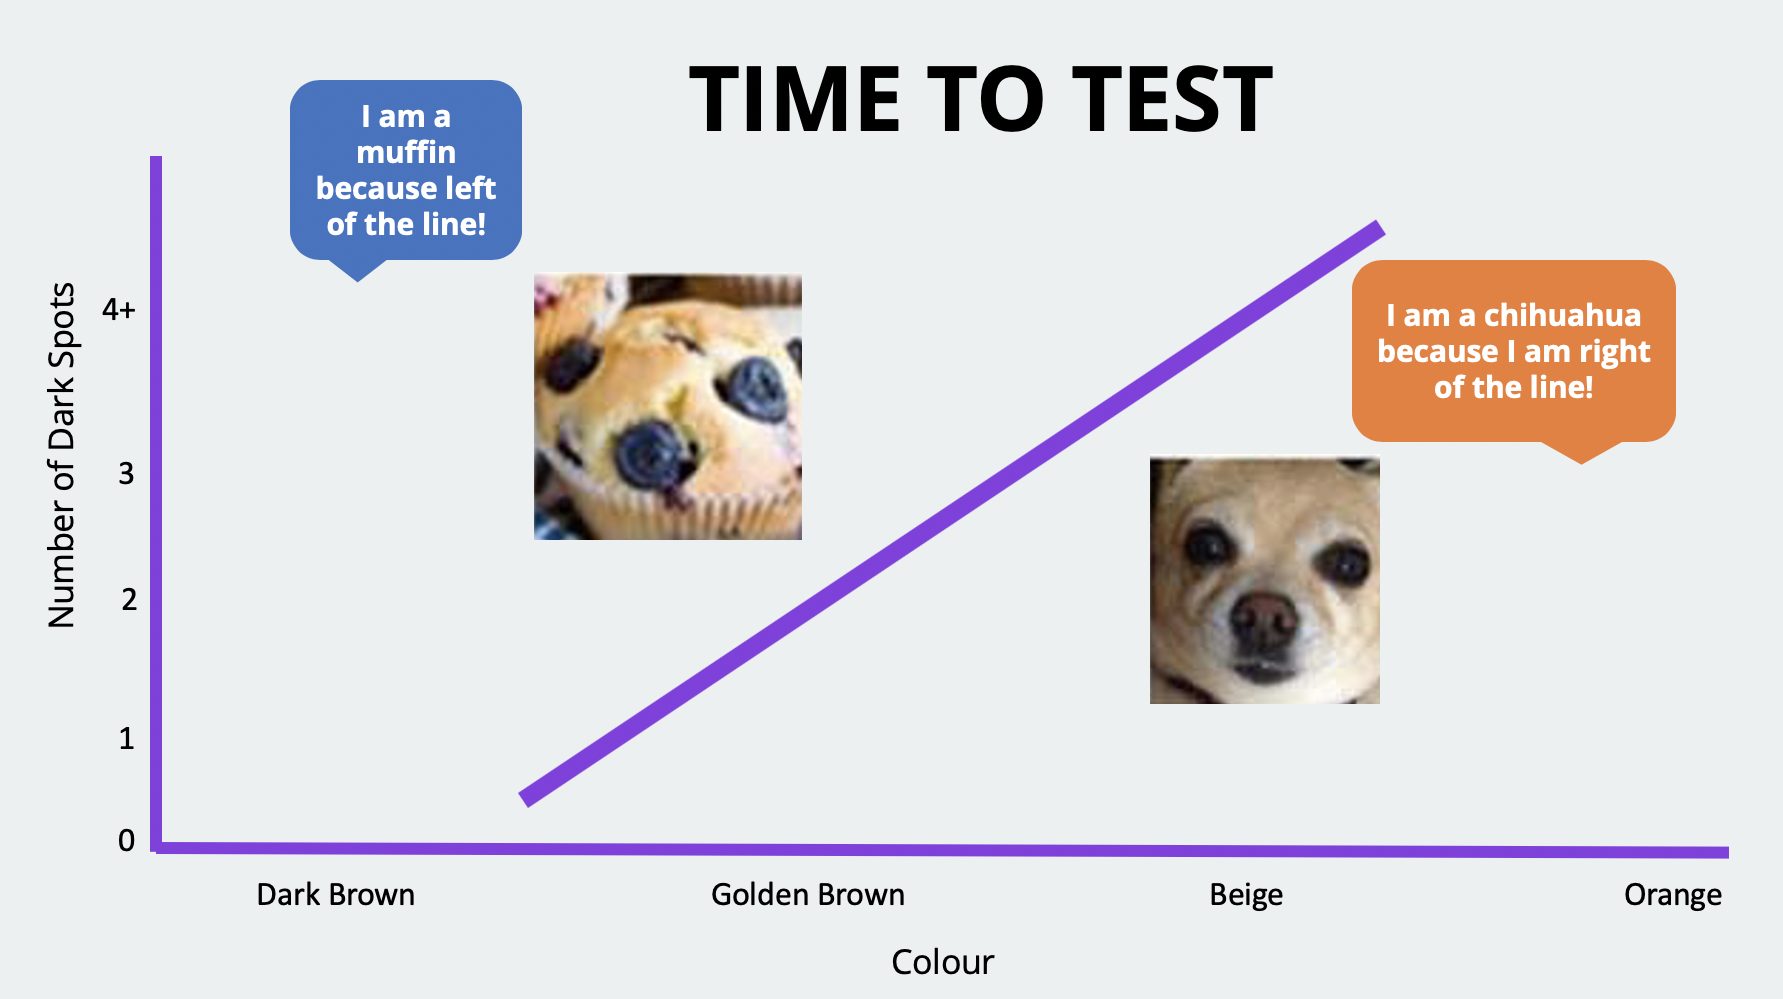 TIME TO TEST
I am a
muffin
because left
of the line!
I am a chihuahua
because I am right
of the line!
Number of Dark Spots
4+
3
2
1
0
Dark Brown
Golden Brown
Beige
Orange
Colour